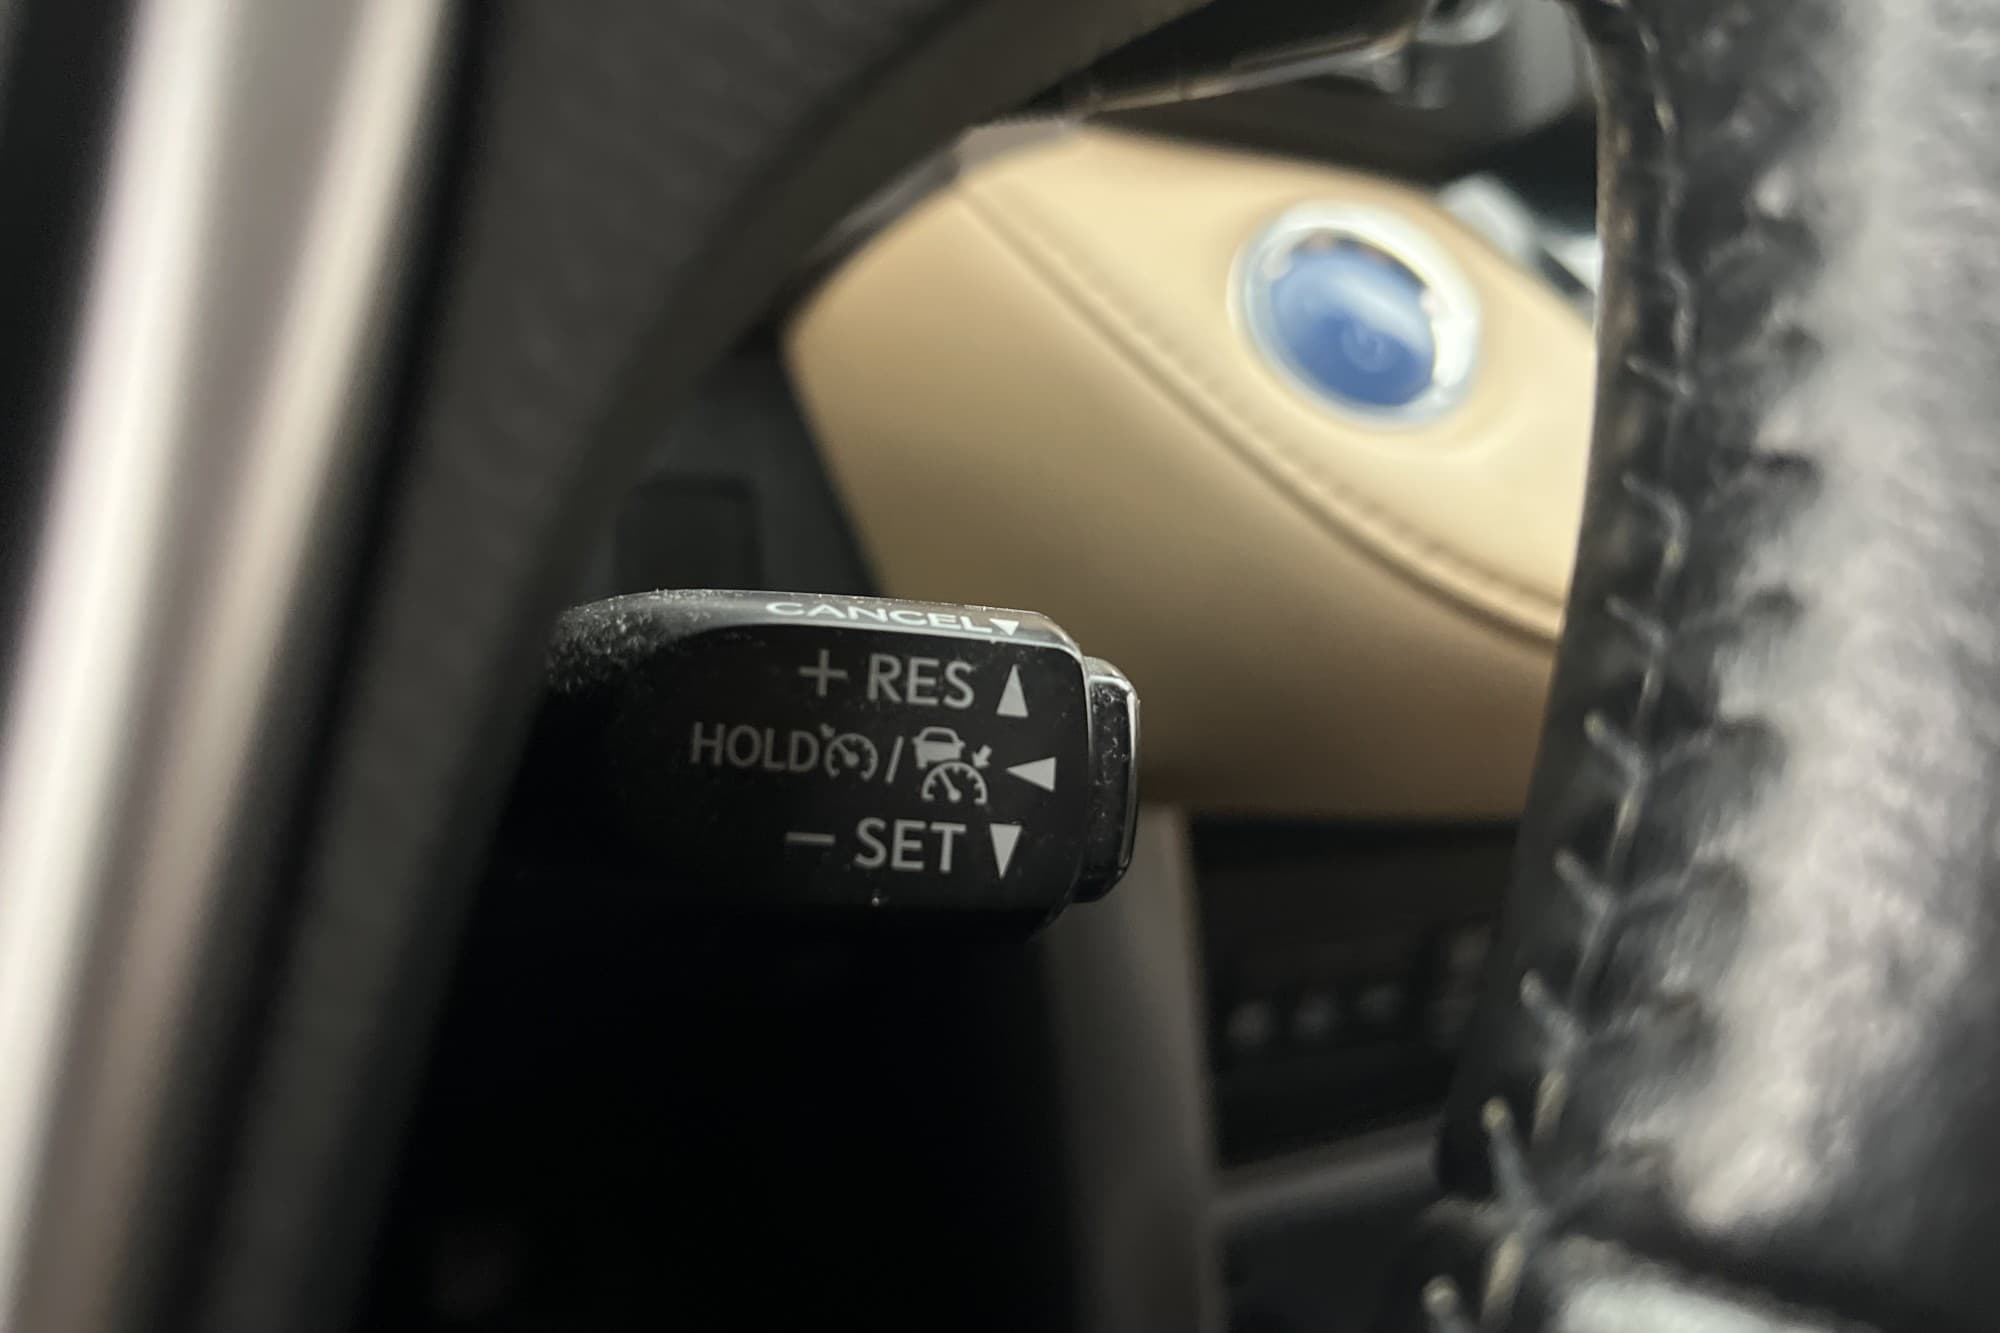 CANCEL▼
+ RES ▲
HOLD / ◀
− SET ▼